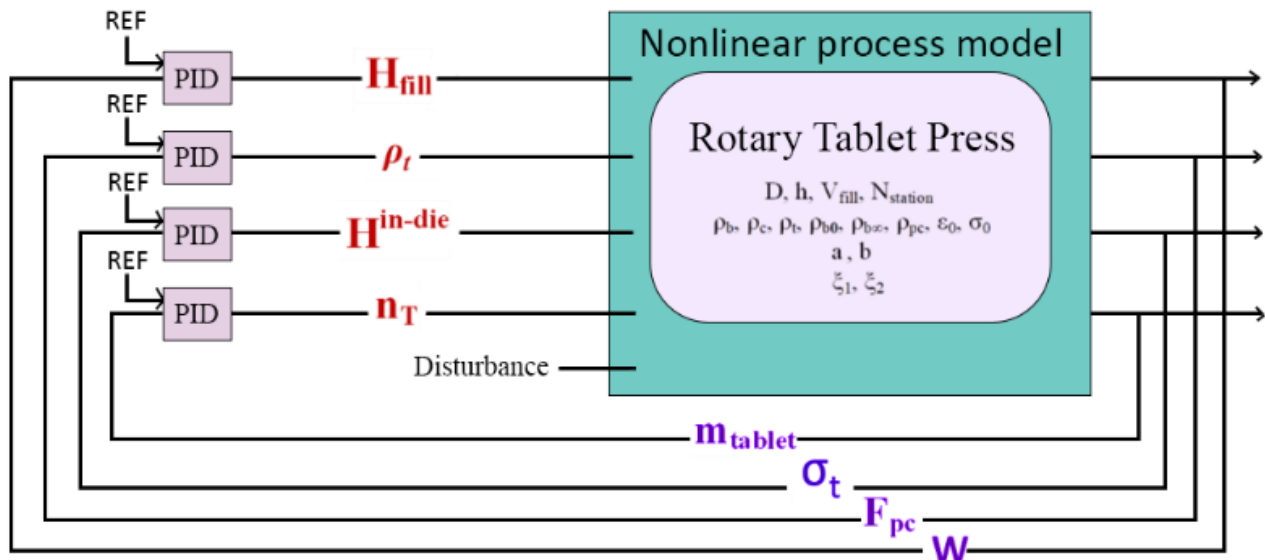 REF
Nonlinear process model
PID
H_fill
REF
PID
ρ_t
Rotary Tablet Press
D, h, V_fill, N_station
ρ_b, ρ_c, ρ_t, ρ_b0, ρ_b∞, ρ_pc, ε_0, σ_0
a , b
ξ_1, ξ_2
REF
PID
H^in-die
REF
PID
n_T
Disturbance
m_tablet
σ_t
F_pc
W